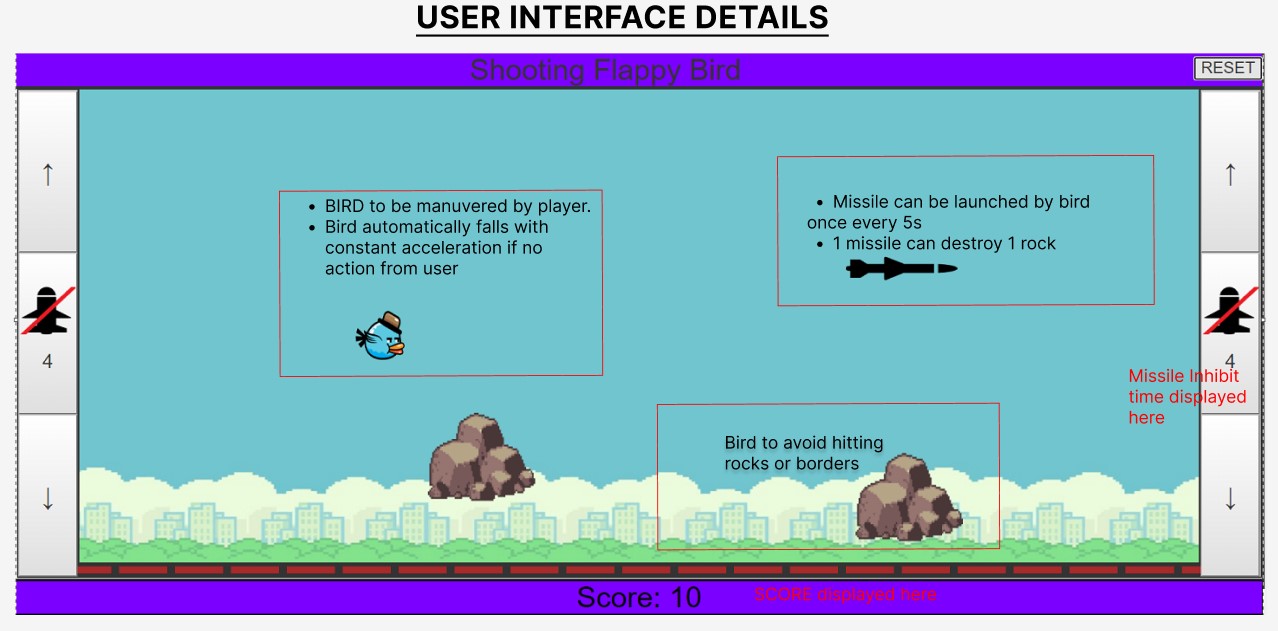 USER INTERFACE DETAILS
Shooting Flappy Bird
RESET
↑
↑
• BIRD to be manuvered by player.
• Bird automatically falls with
constant acceleration if no
action from user
• Missile can be launched by bird
once every 5s
• 1 missile can destroy 1 rock
4
4
Missile Inhibit
time displayed
here
Bird to avoid hitting
rocks or borders
↓
↓
Score: 10
SCORE displayed here